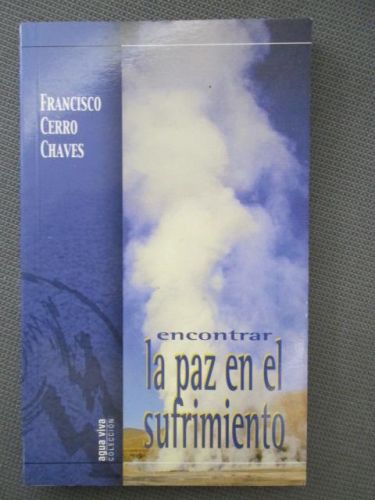 FRANCISCO
CERRO
CHAVES
encontrar
la paz en el
sufrimiento
agua viva
COLECCIÓN